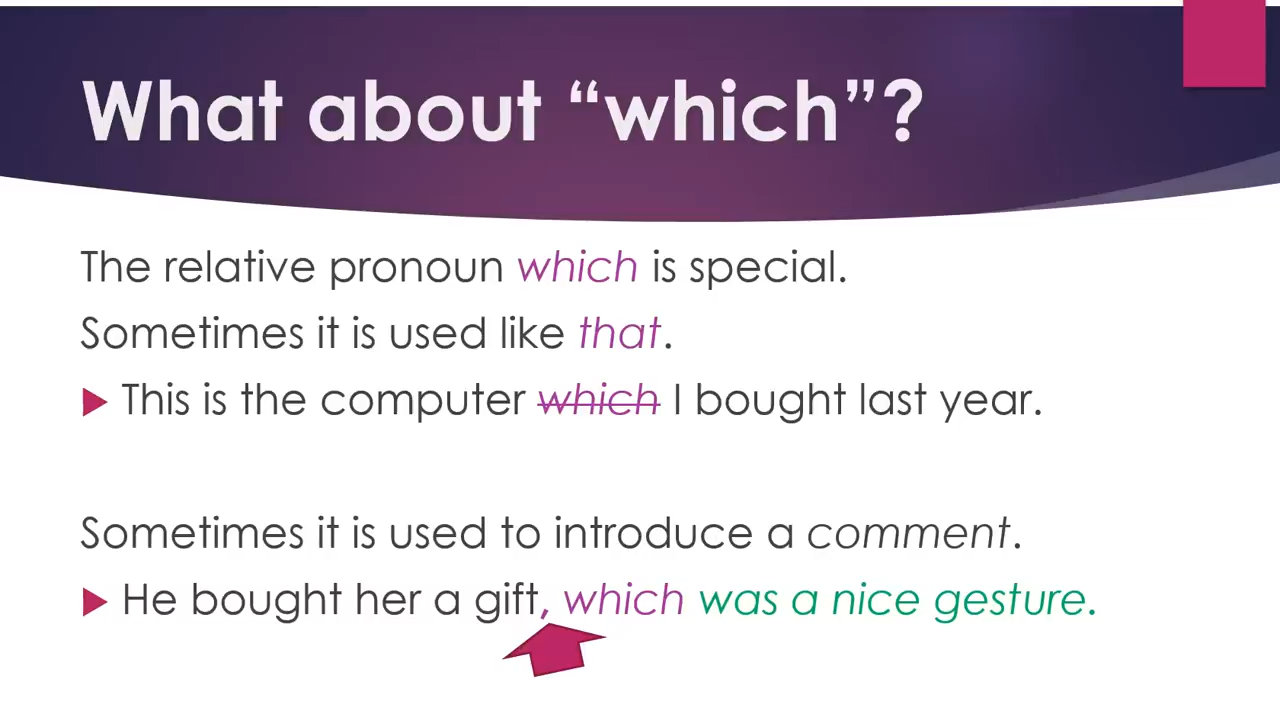 What about “which”?
The relative pronoun which is special.
Sometimes it is used like that.
This is the computer which I bought last year.
Sometimes it is used to introduce a comment.
He bought her a gift, which was a nice gesture.